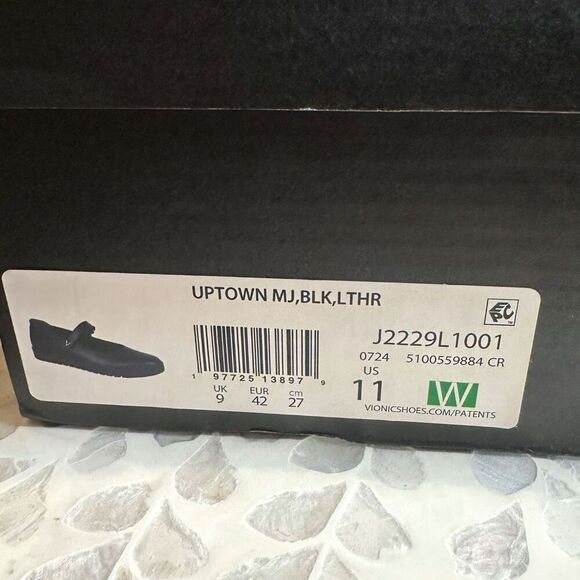 UPTOWN MJ,BLK,LTHR
EPC™
J2229L1001
0724 5100559884 CR
1 97725 13897 9
UK EUR cm US
9 42 27 11 W
VIONICSHOES.COM/PATENTS